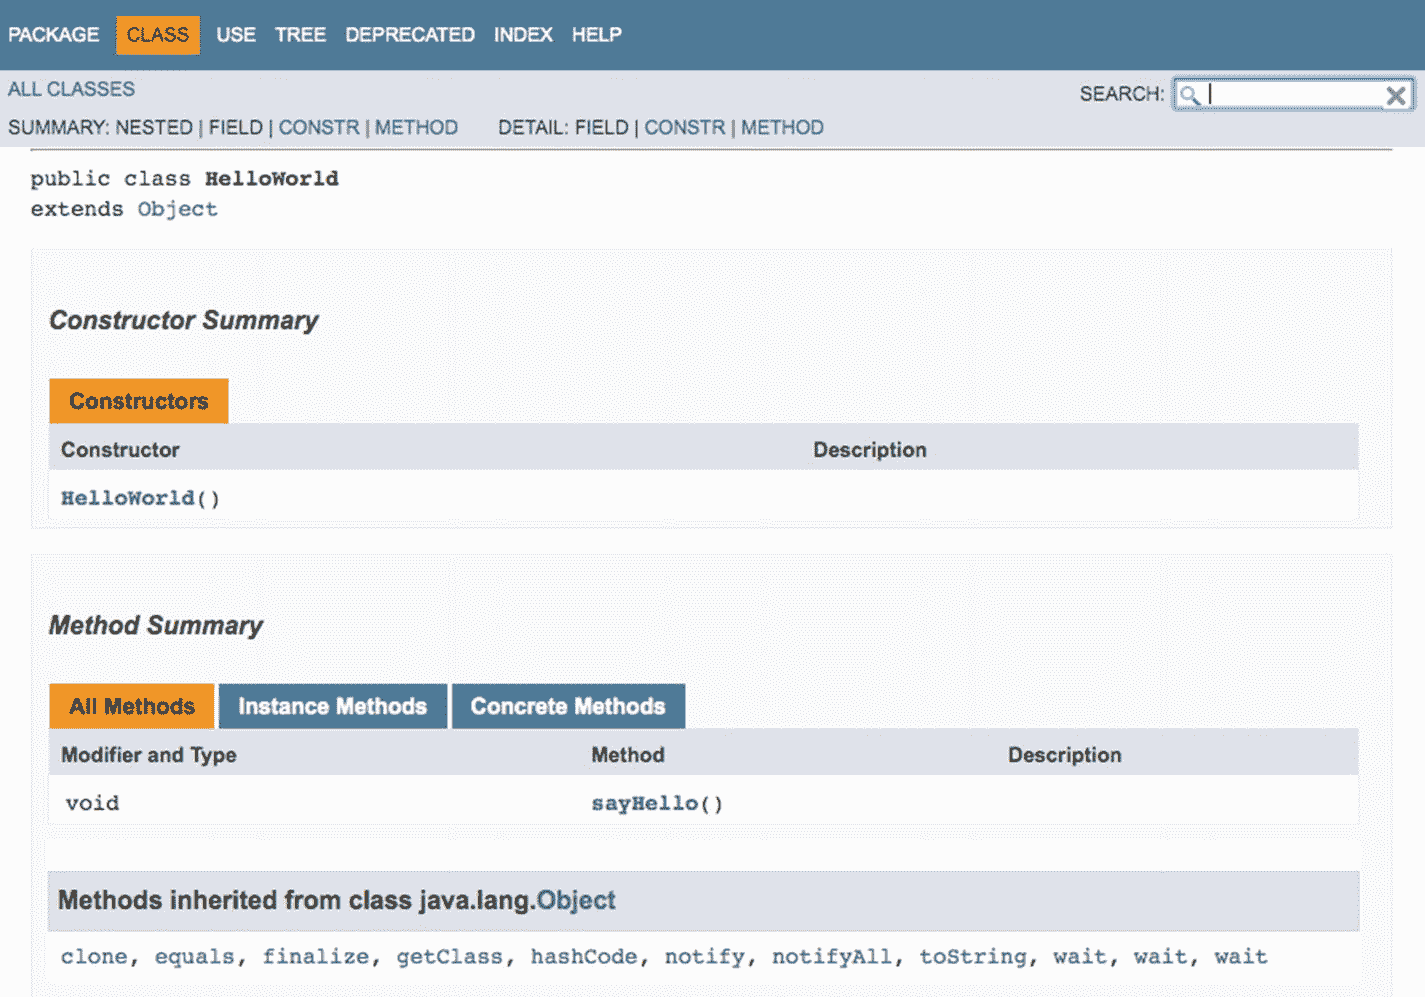 PACKAGE CLASS USE TREE DEPRECATED INDEX HELP
ALL CLASSES SEARCH:
SUMMARY: NESTED | FIELD | CONSTR | METHOD DETAIL: FIELD | CONSTR | METHOD
public class HelloWorld
extends Object
Constructor Summary
Constructors
Constructor Description
HelloWorld()
Method Summary
All Methods Instance Methods Concrete Methods
Modifier and Type Method Description
void sayHello()
Methods inherited from class java.lang.Object
clone, equals, finalize, getClass, hashCode, notify, notifyAll, toString, wait, wait, wait